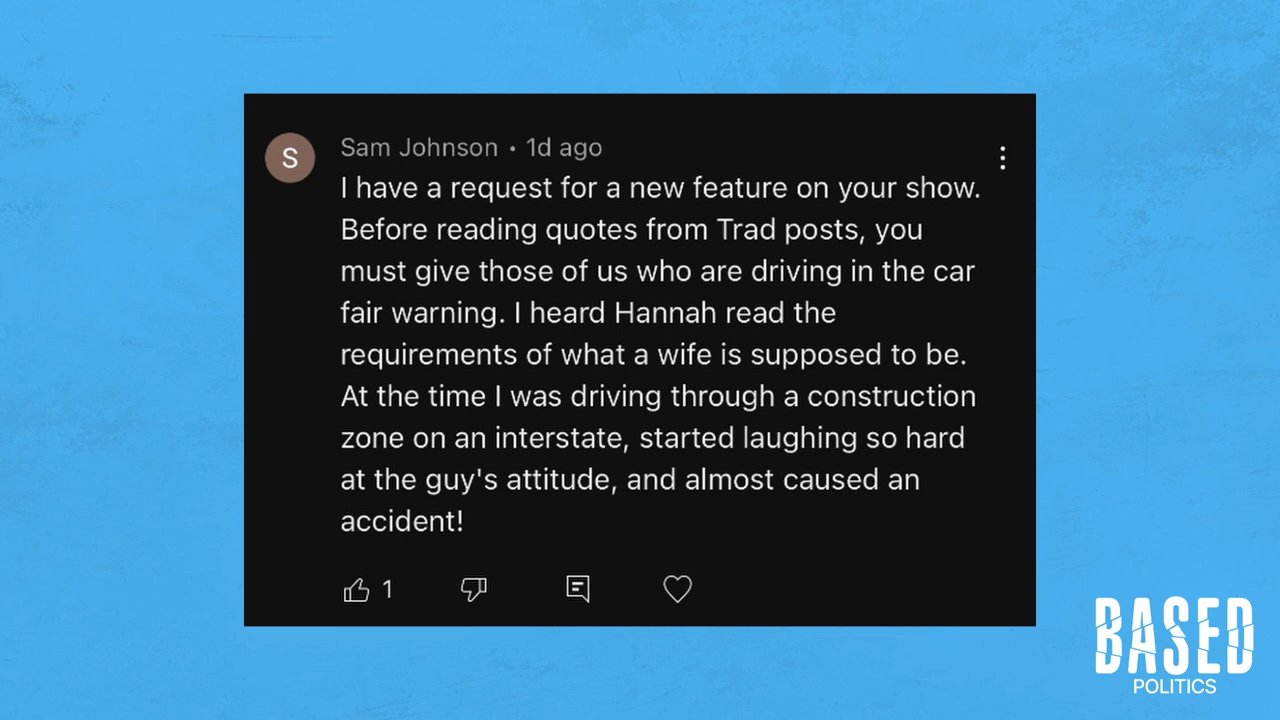 S
Sam Johnson • 1d ago
I have a request for a new feature on your show.
Before reading quotes from Trad posts, you
must give those of us who are driving in the car
fair warning. I heard Hannah read the
requirements of what a wife is supposed to be.
At the time I was driving through a construction
zone on an interstate, started laughing so hard
at the guy's attitude, and almost caused an
accident!
1
BASED
POLITICS